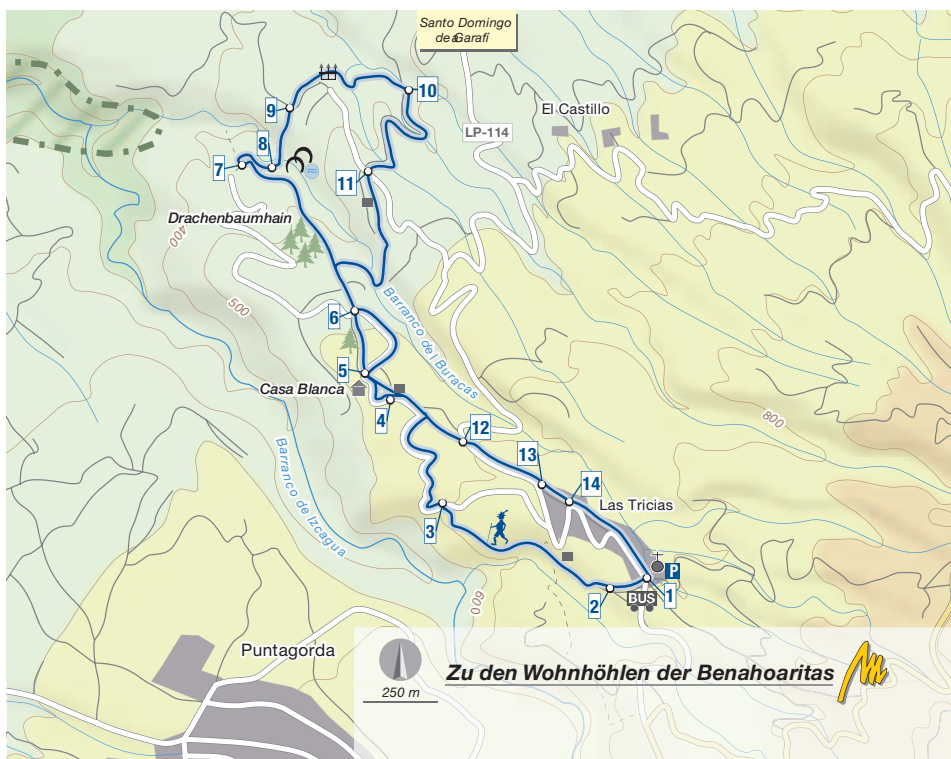 Santo Domingo
de Garafí
10
9
El Castillo
LP-114
8
7
11
Drachenbaumhain
400
500
6
Barranco del Buracas
5
Casa Blanca
4
12
800
13
14
Barranco de Izcagua
Las Tricias
3
P
2
BUS
1
600
Puntagorda
250 m
Zu den Wohnhöhlen der Benahoaritas